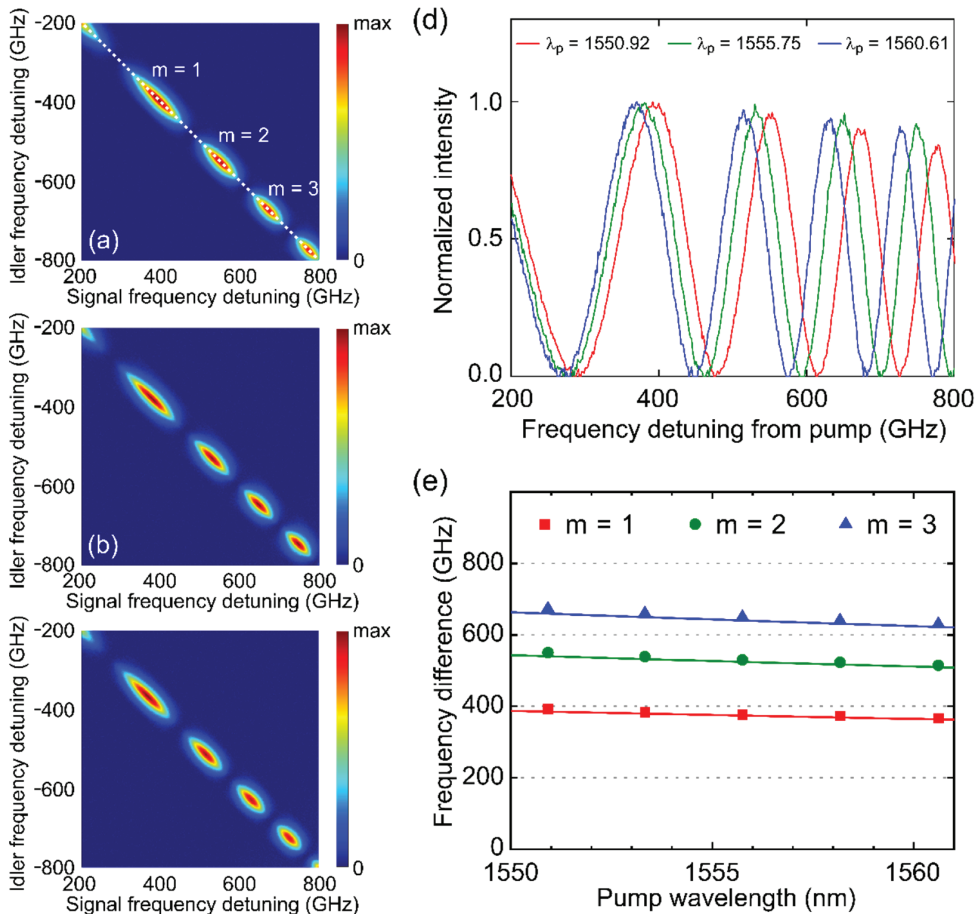 (a)
Idler frequency detuning (GHz)
-200
-400
-600
-800
m = 1
m = 2
m = 3
200
400
600
800
Signal frequency detuning (GHz)
max
0
(b)
Idler frequency detuning (GHz)
-200
-400
-600
-800
200
400
600
800
Signal frequency detuning (GHz)
max
0
Idler frequency detuning (GHz)
-200
-400
-600
-800
200
400
600
800
Signal frequency detuning (GHz)
max
0
(d)
λp = 1550.92
λp = 1555.75
λp = 1560.61
Normalized intensity
1.0
0.5
0.0
200
400
600
800
Frequency detuning from pump (GHz)
(e)
m = 1
m = 2
m = 3
Frequency difference (GHz)
800
600
400
200
0
1550
1555
1560
Pump wavelength (nm)